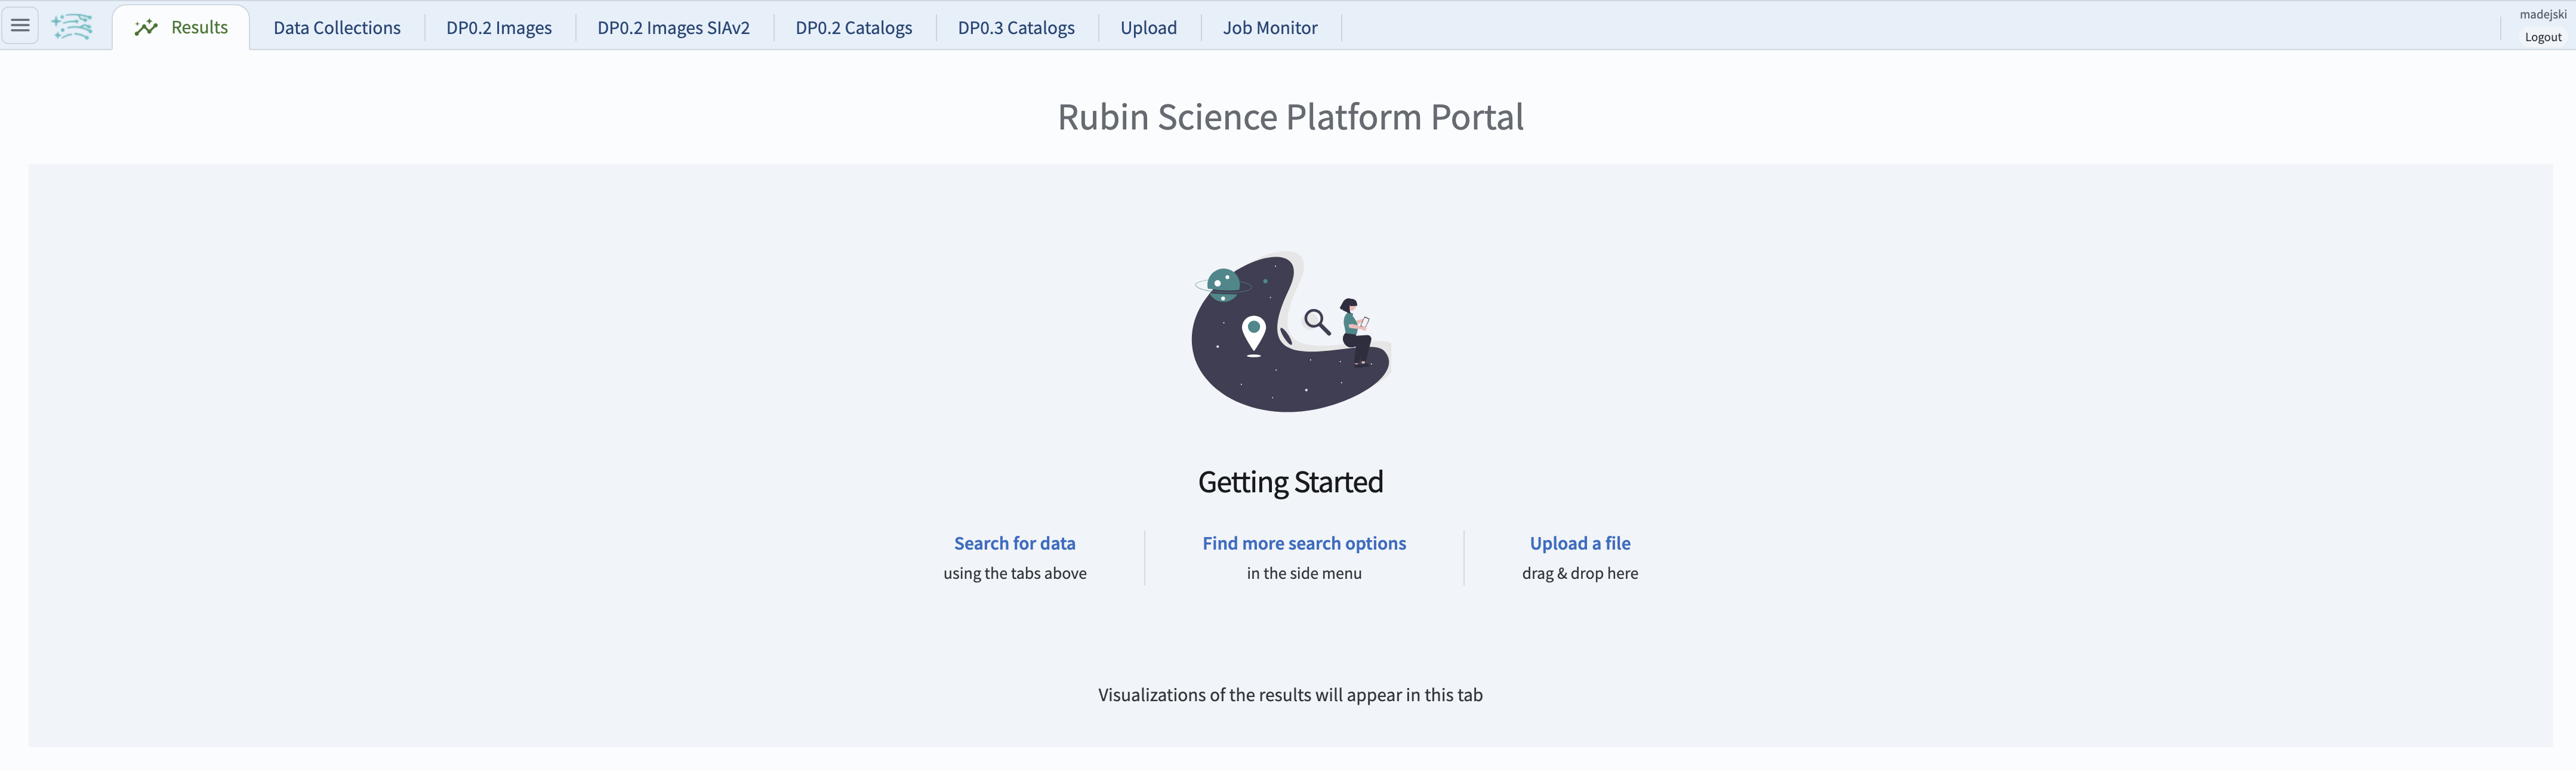 Results
Data Collections
DP0.2 Images
DP0.2 Images SIAv2
DP0.2 Catalogs
DP0.3 Catalogs
Upload
Job Monitor
madejski
Logout
Rubin Science Platform Portal
Getting Started
Search for data
using the tabs above
Find more search options
in the side menu
Upload a file
drag & drop here
Visualizations of the results will appear in this tab